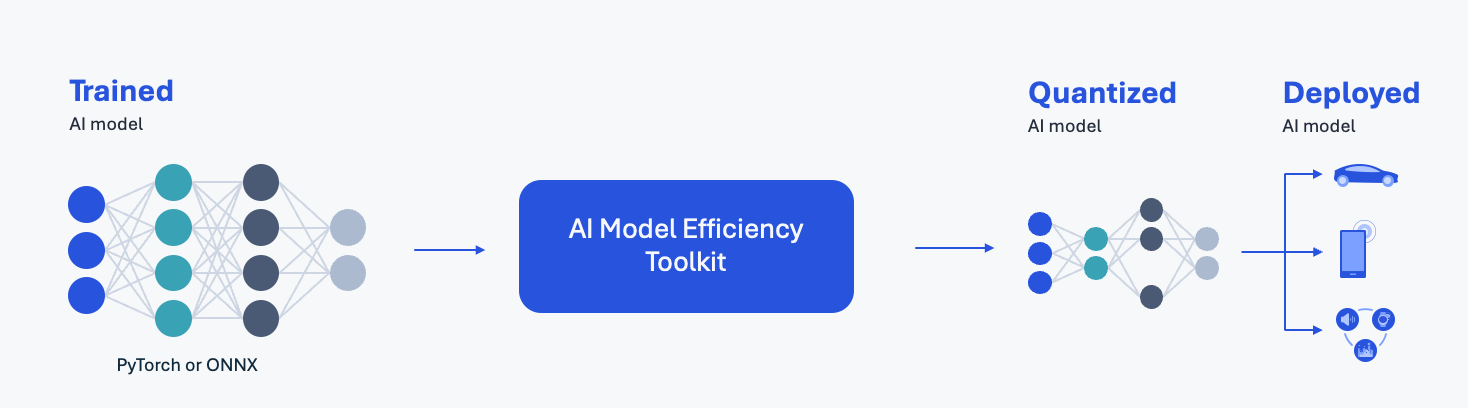 Trained
AI model
PyTorch or ONNX
AI Model Efficiency
Toolkit
Quantized
AI model
Deployed
AI model